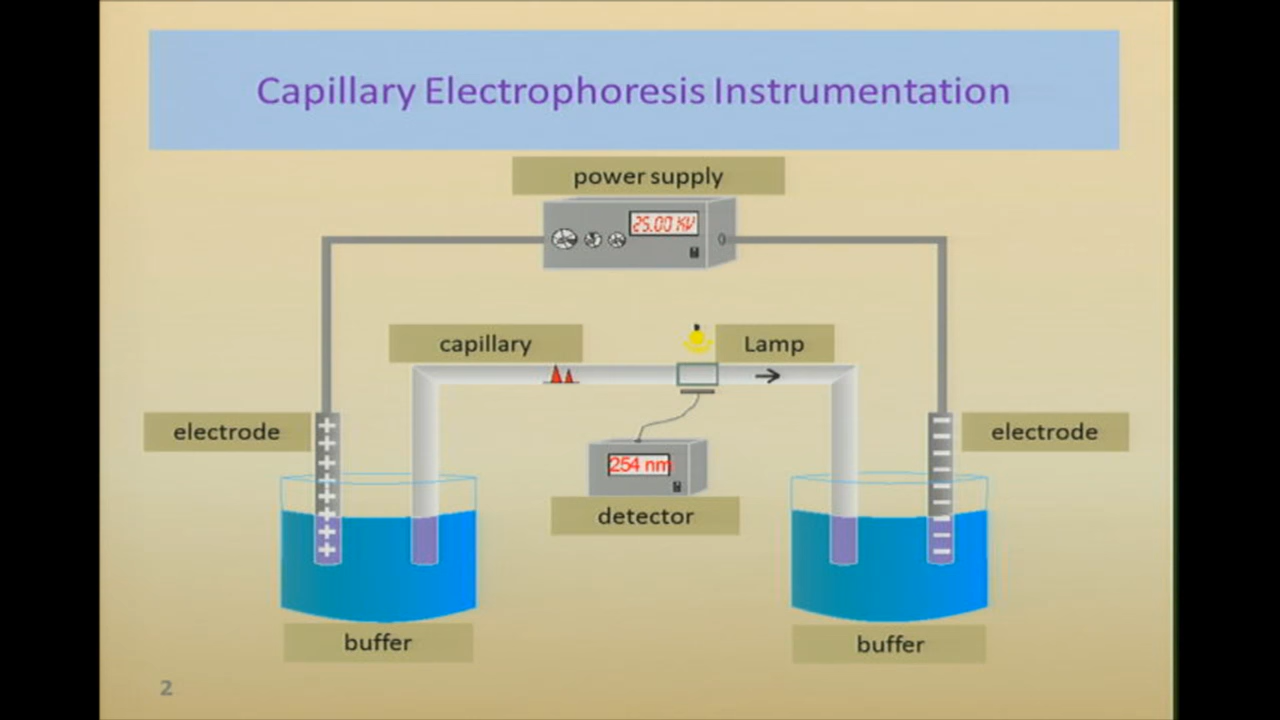 Capillary Electrophoresis Instrumentation
power supply
25.00 KV
capillary
Lamp
electrode
electrode
254 nm
detector
buffer
buffer
2